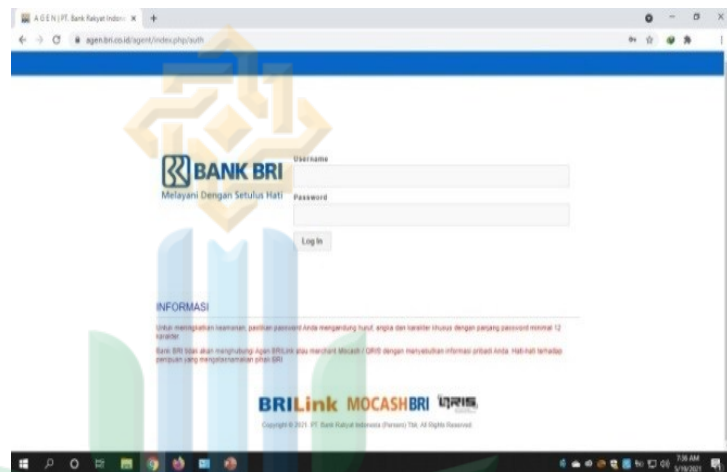 A G E N | PT. Bank Rakyat Indon
agen.bri.co.id/agent/index.php/auth
BANK BRI
Melayani Dengan Setulus Hati
Username
Password
Log In
INFORMASI
Untuk meningkatkan keamanan, pastikan password Anda mengandung huruf, angka dan karakter khusus dengan panjang password minimal 12
karakter
Bank BRI tidak akan menghubungi Agen BRILink atau merchant Mocash / QRIS dengan menyebutkan informasi pribadi Anda. Hati-hati terhadap
penipuan yang mengatasnamakan pihak BRI
BRILink MOCASHBRI QRIS
Copyright © 2021. PT. Bank Rakyat Indonesia (Persero) Tbk, All Rights Reserved.
7:36 AM
5/19/2021